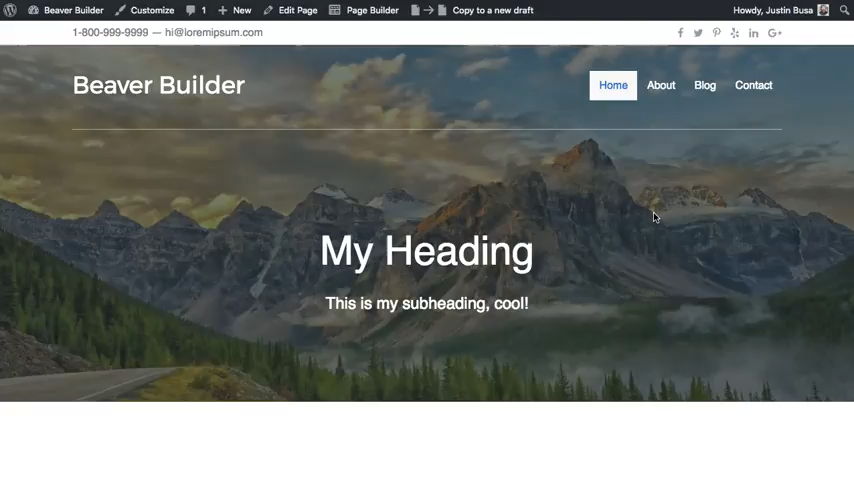 Beaver Builder Customize 1 New Edit Page Page Builder Copy to a new draft Howdy, Justin Busa
1-800-999-9999 — hi@loremipsum.com
Beaver Builder Home About Blog Contact
My Heading
This is my subheading, cool!